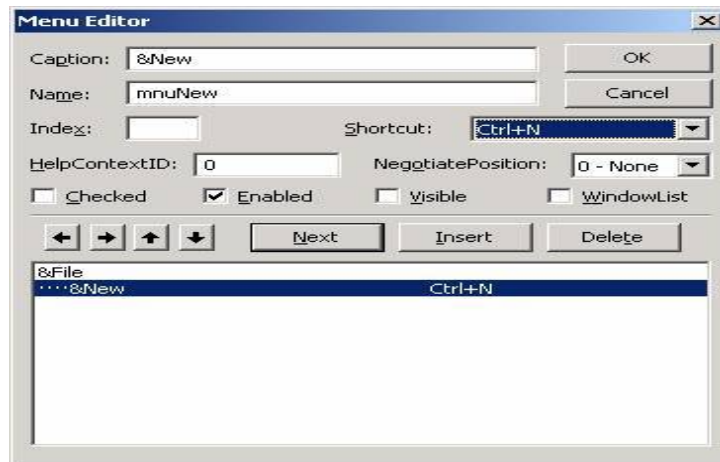 Menu Editor
Caption: &New OK
Name: mnuNew Cancel
Index: Shortcut: Ctrl+N
HelpContextID: 0 NegotiatePosition: 0 - None
Checked Enabled Visible WindowList
Next Insert Delete
&File
····&New Ctrl+N